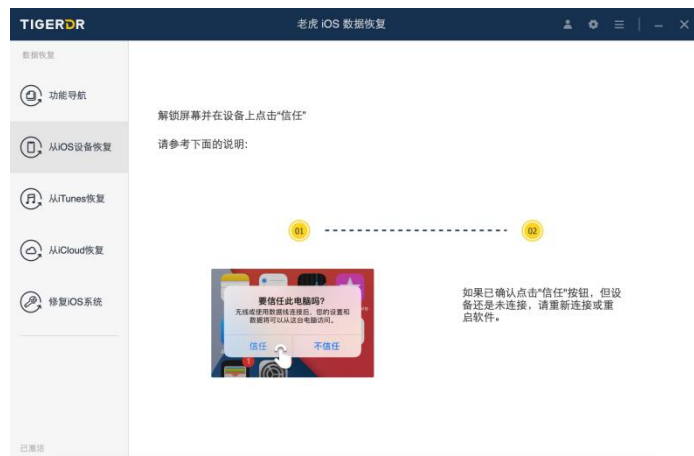 TIGERDR
老虎 iOS 数据恢复
数据恢复
功能导航
从iOS设备恢复
从iTunes恢复
从iCloud恢复
修复iOS系统
已激活
解锁屏幕并在设备上点击“信任”
请参考下面的说明:
01
02
要信任此电脑吗?
无线或使用数据线连接后，您的设置和
数据将可以从这台电脑访问。
信任
不信任
1
如果已确认点击“信任”按钮，但设
备还是未连接，请重新连接或重
启软件。